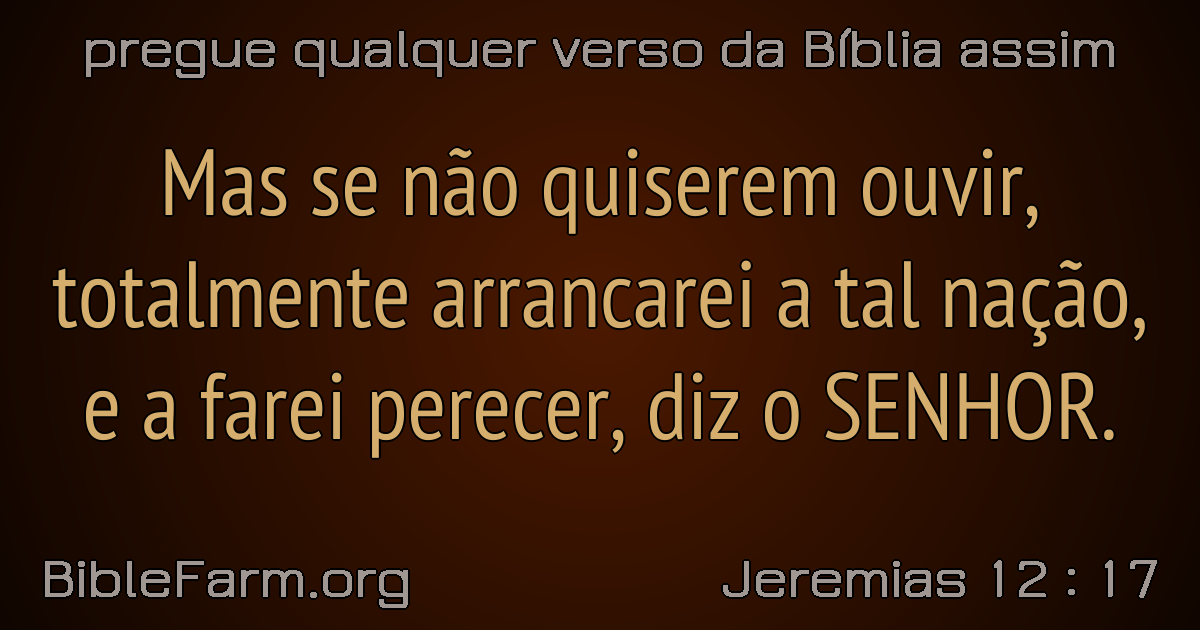 pregue qualquer verso da Bíblia assim
Mas se não quiserem ouvir,
totalmente arrancarei a tal nação,
e a farei perecer, diz o SENHOR.
BibleFarm.org
Jeremias 12 : 17